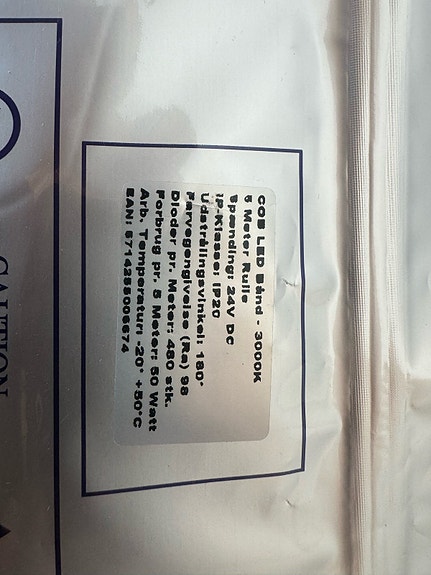 COB LED Bånd - 3000K
5 Meter Rulle
Spænding: 24V DC
IP-Klasse: IP20
Udstrålingsvinkel: 180°
Farvegengivelse (Ra) 98
Dioder pr. Meter: 480 stk.
Forbrug pr. 5 Meter: 50 Watt
Arb. Temperatur: -20° +50°C
EAN: 5714255006674
CAUTION